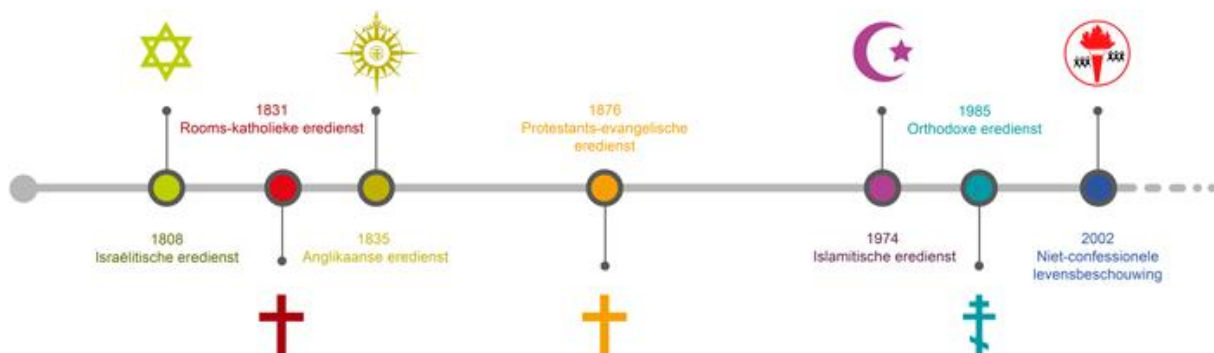 1808
Israëlitische eredienst
1831
Rooms-katholieke eredienst
1835
Anglikaanse eredienst
1876
Protestants-evangelische
eredienst
1974
Islamitische eredienst
1985
Orthodoxe eredienst
2002
Niet-confessionele
levensbeschouwing